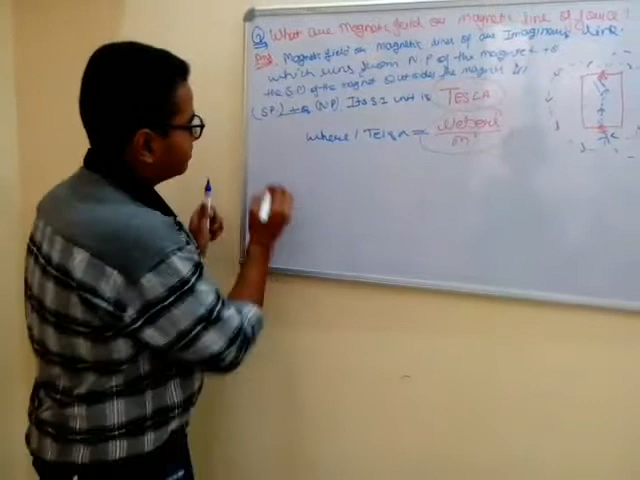 Q What are Magnetic field or magnetic line of force?
Ans. Magnetic field or magnetic lines of are Imaginary Line.
which runs from N.P of the magnet to
the S.P of the magnet Outside the magnet &
(S.P.) to (N.P). Its SI unit is TESLA
where 1 Tesla = Weber/m²